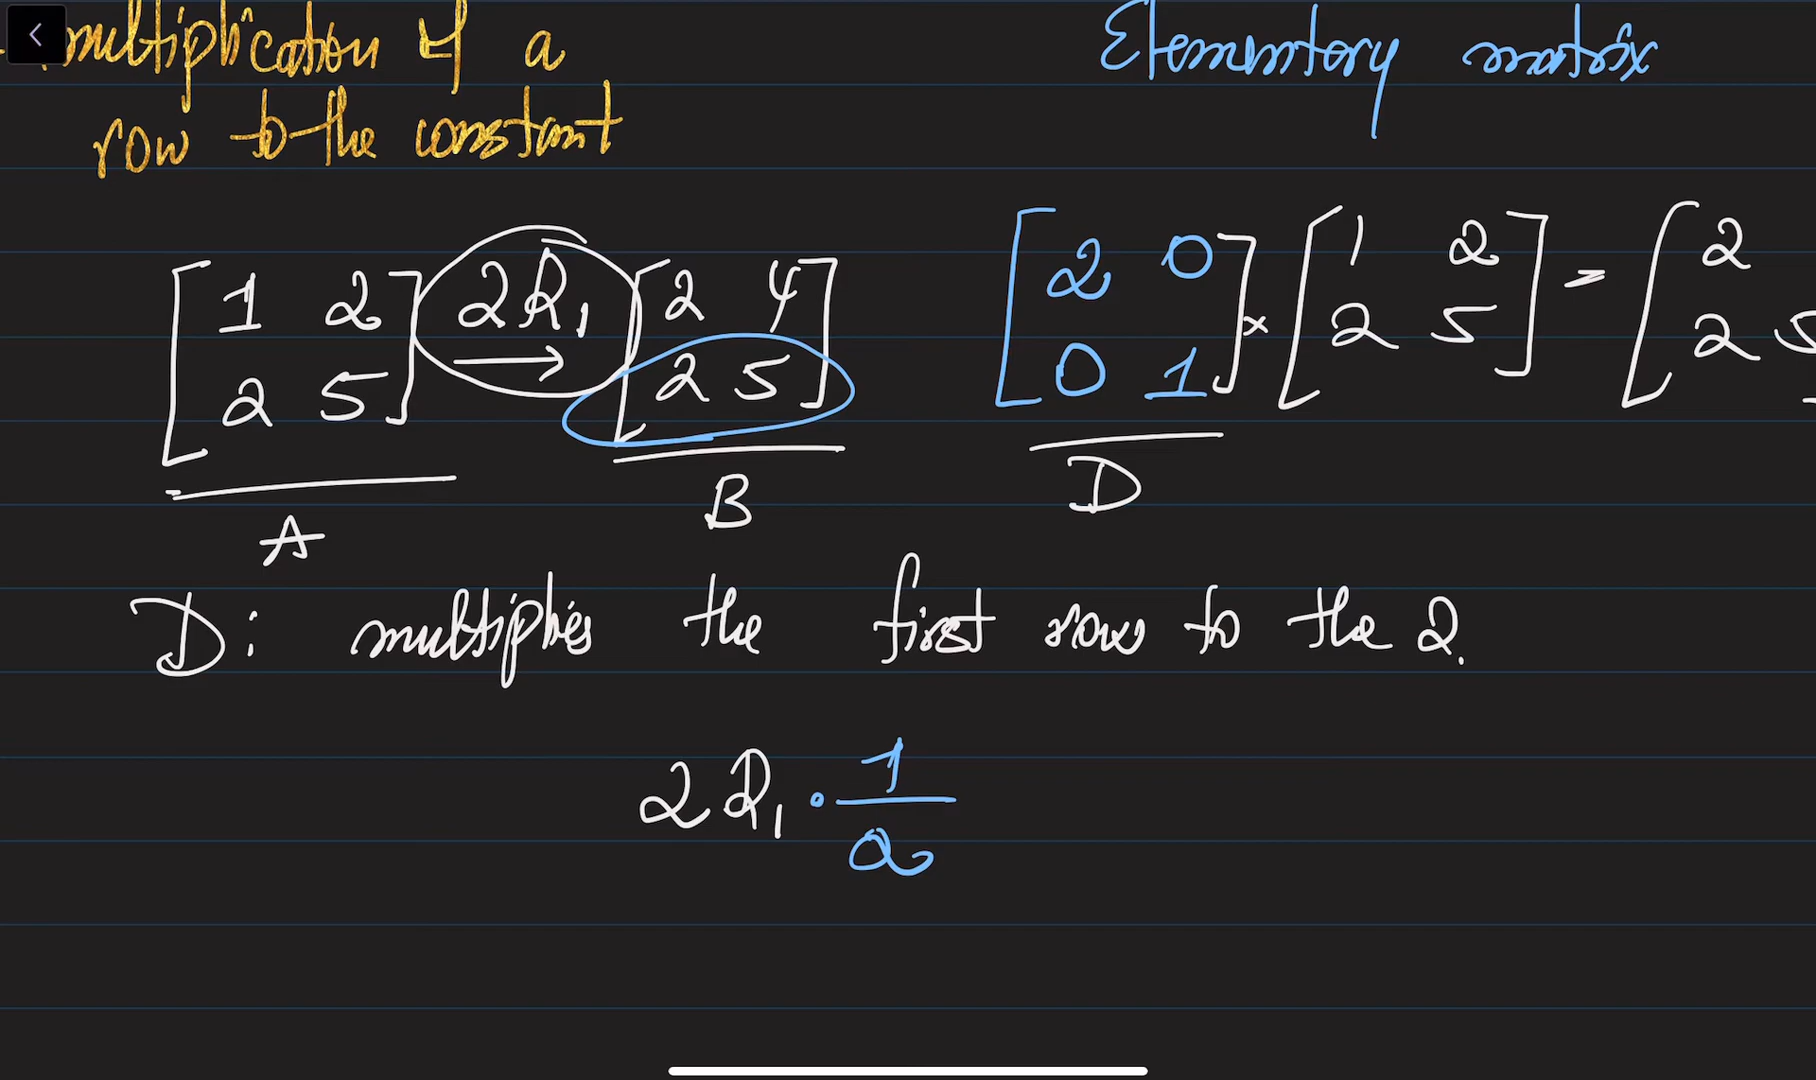 multiplication of a
row to the constant
Elementory matrix
[1 2
2 5] 2R₁ → [2 4
2 5]
A
B
[2 0
0 1] × [1 2
2 5] = [2
2 5
D
D: multiplies the first row to the 2.
2R₁ · 1/2